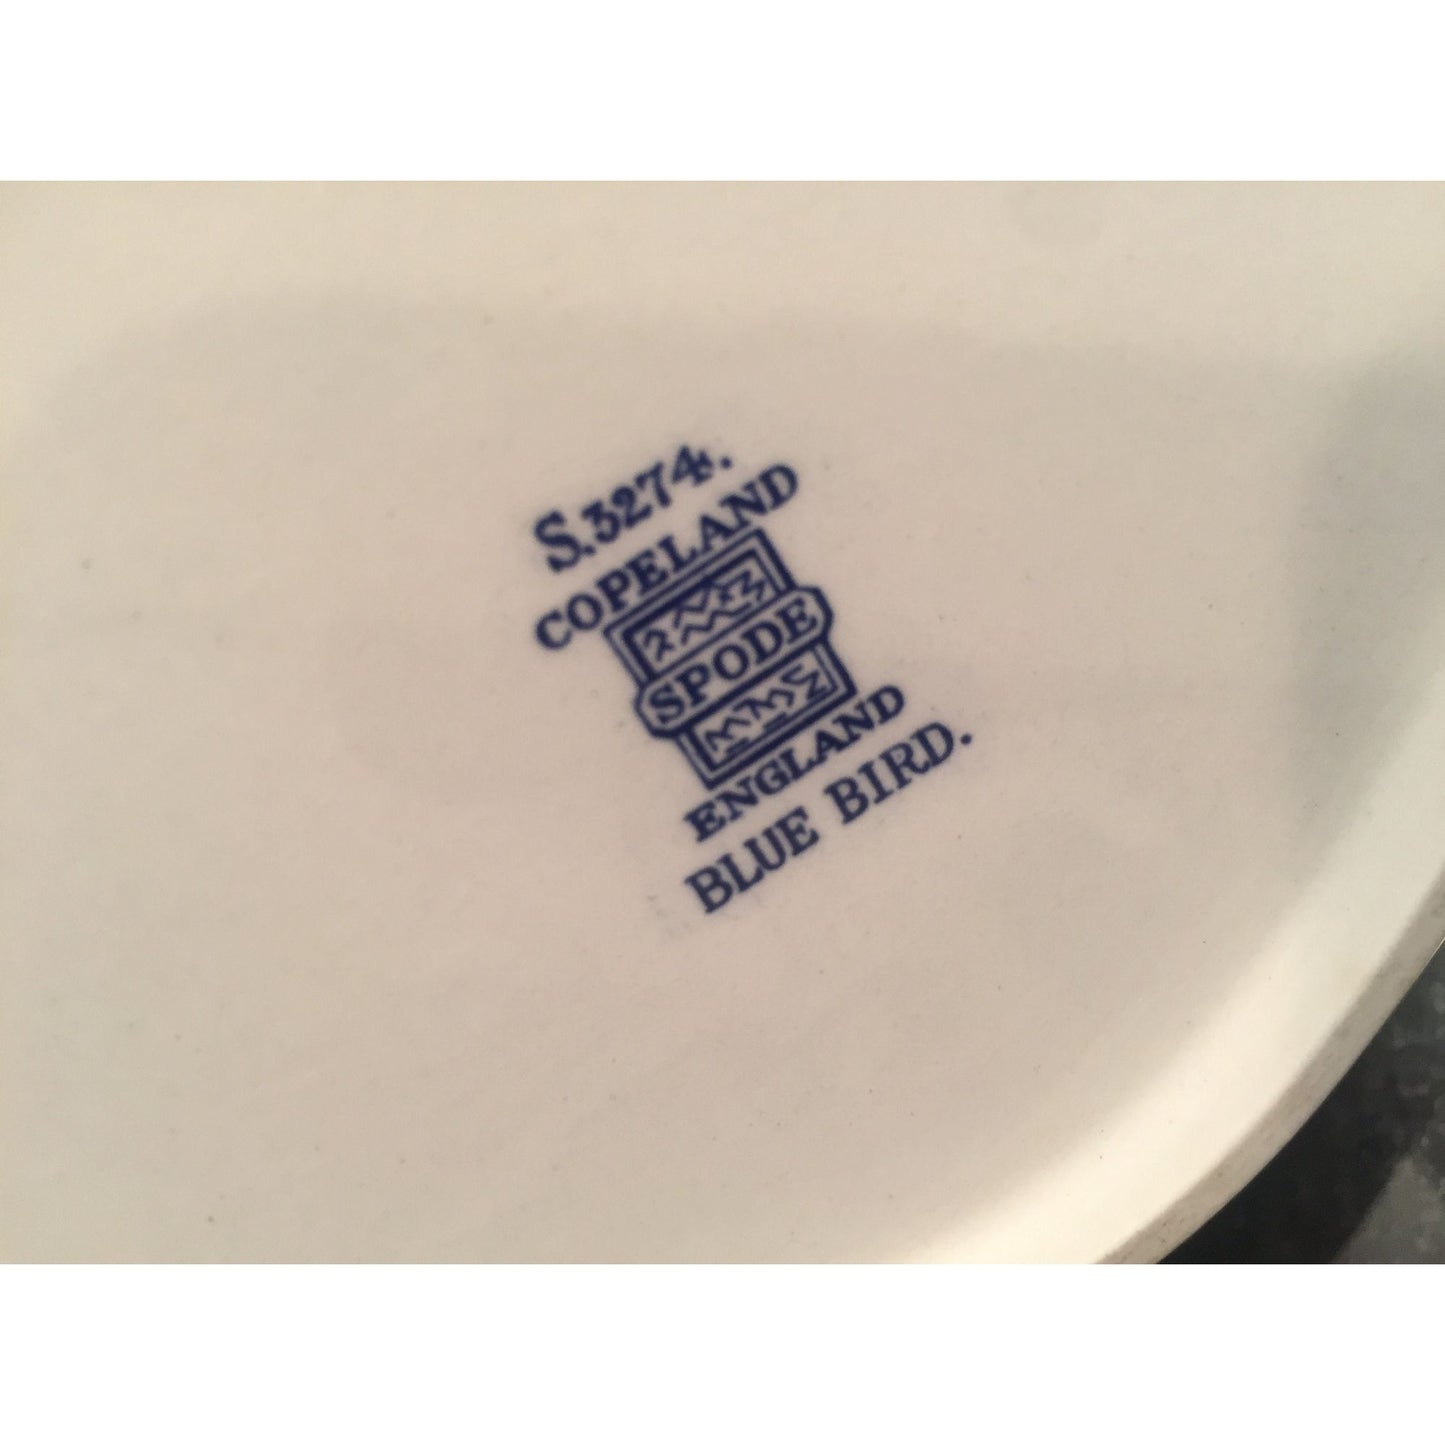 S.3274.
COPELAND
SPODE
ENGLAND
BLUE BIRD.